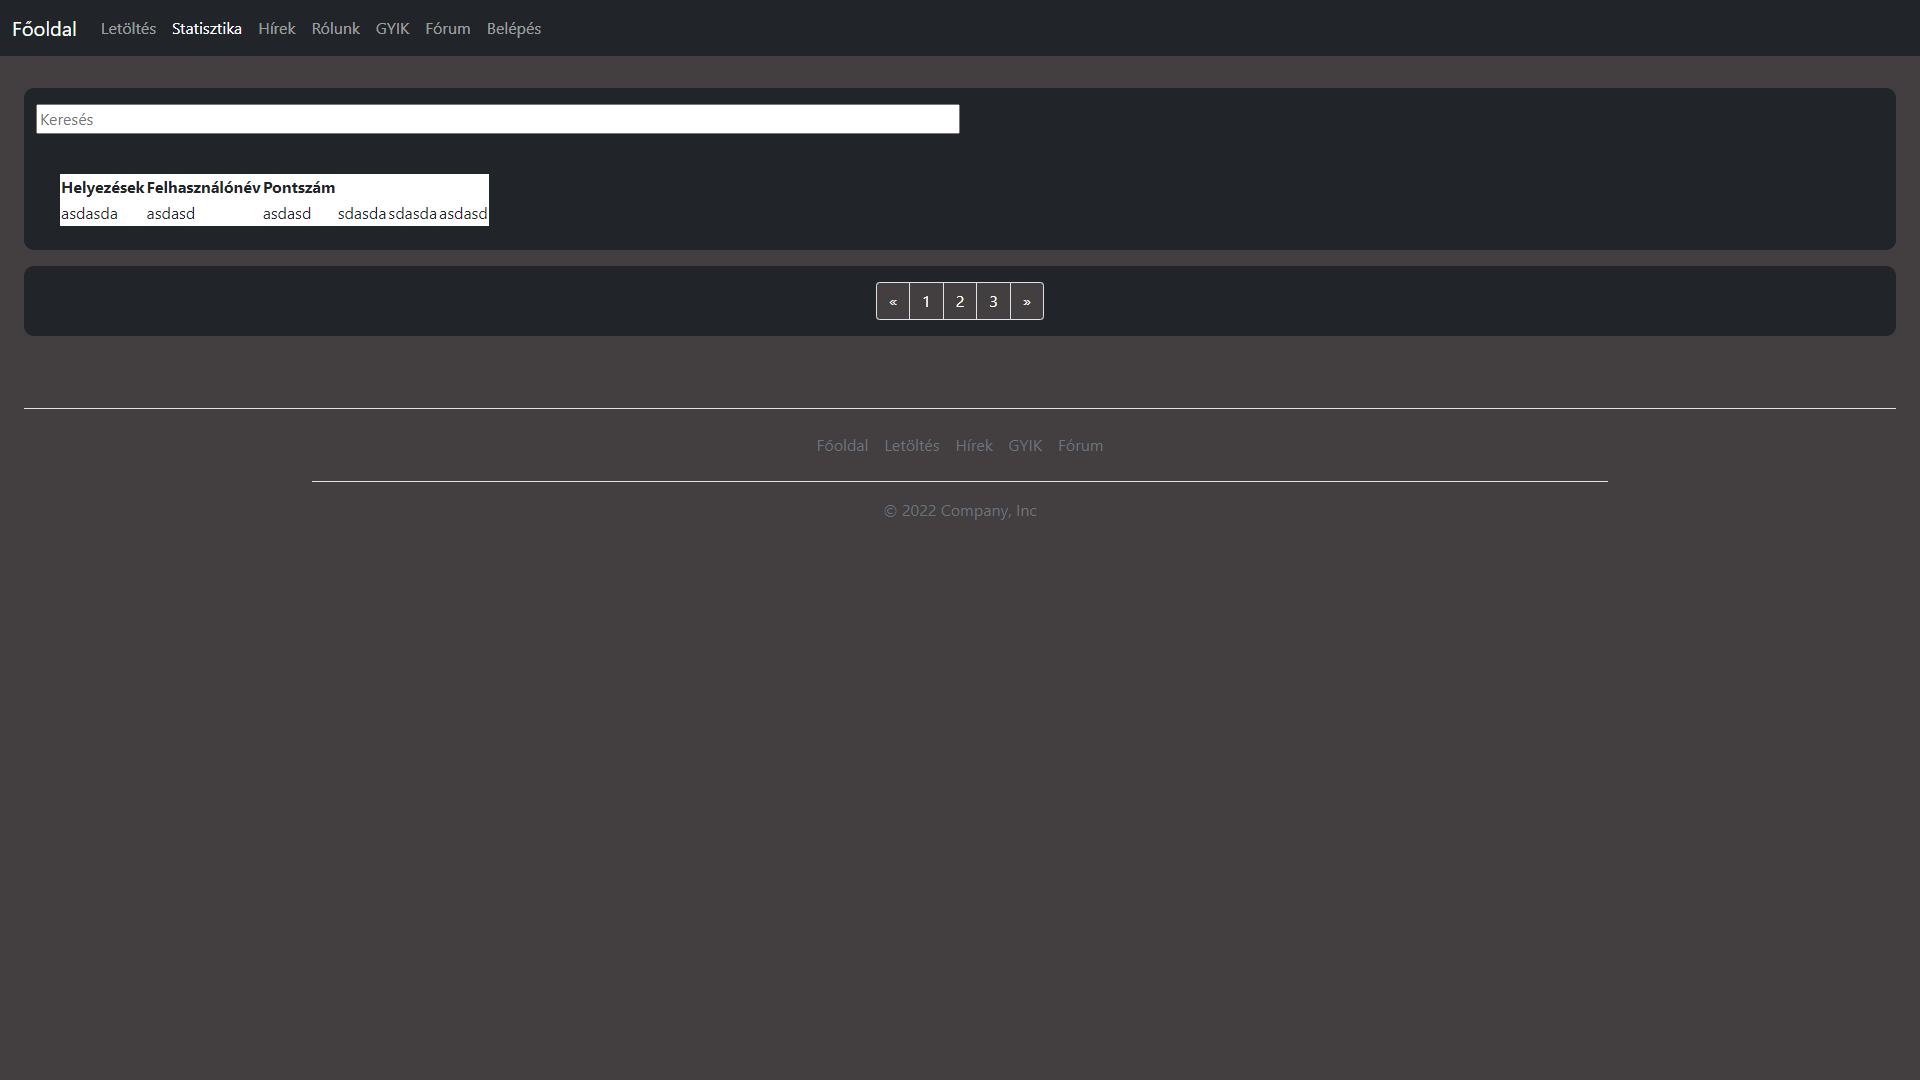 Főoldal Letöltés Statisztika Hírek Rólunk GYIK Fórum Belépés
Keresés
Helyezések Felhasználónév Pontszám
asdasda asdasd asdasd sdasda sdasda asdasd
« 1 2 3 »
Főoldal Letöltés Hírek GYIK Fórum
© 2022 Company, Inc